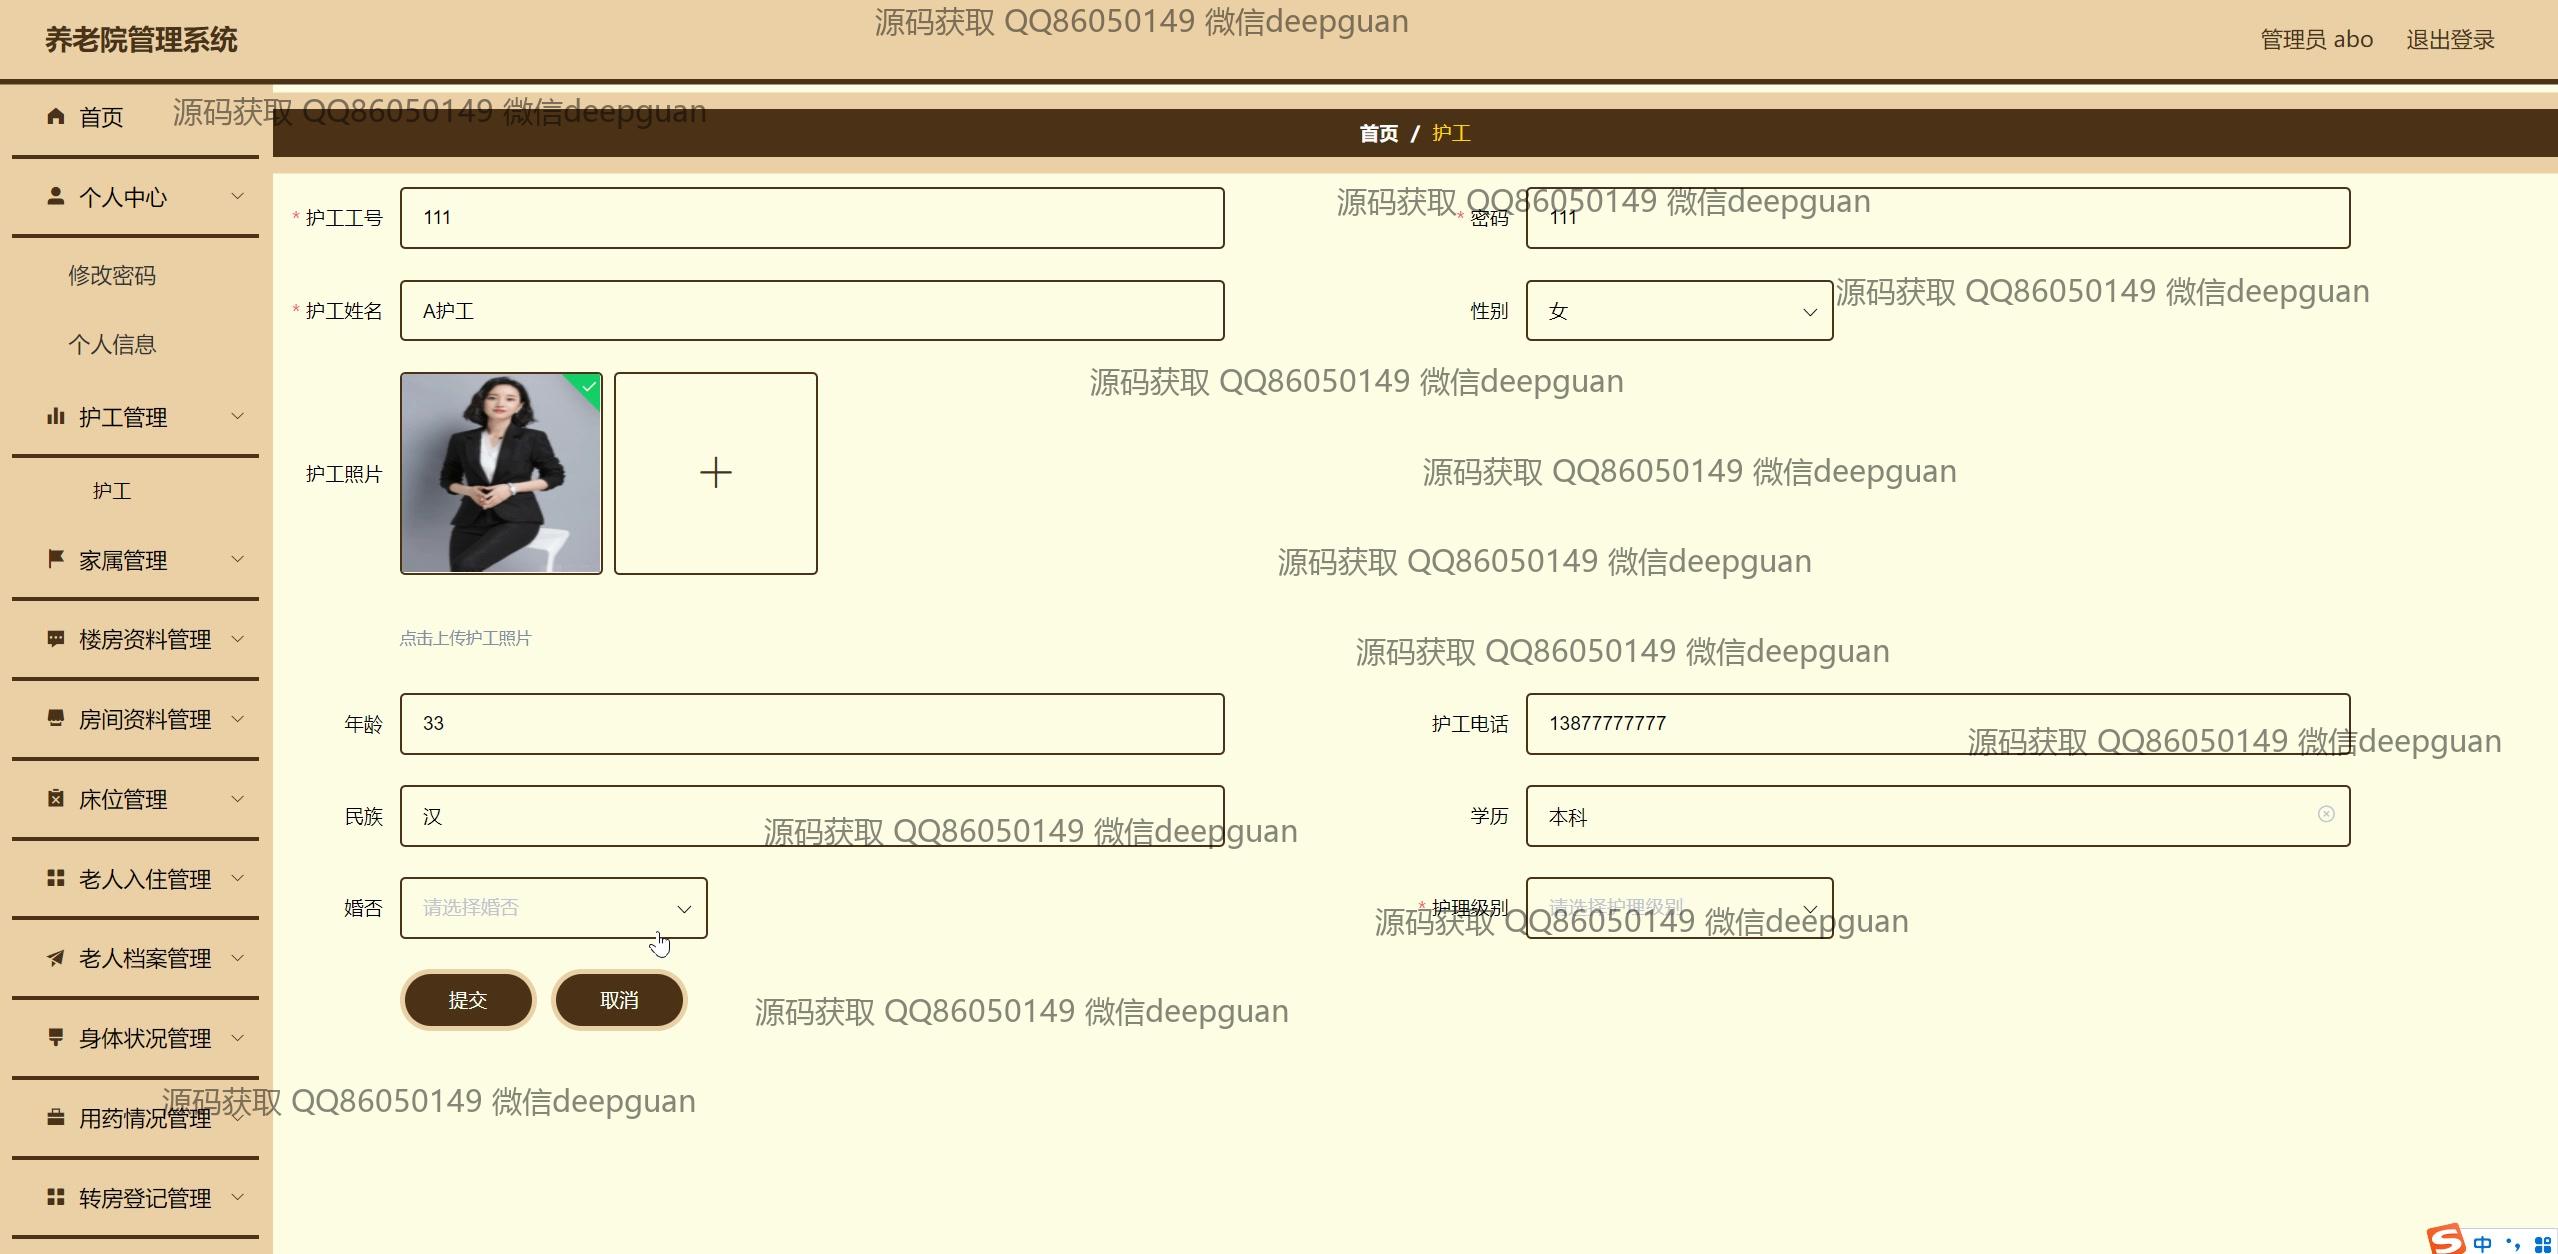 养老院管理系统
源码获取 QQ86050149 微信deepguan
管理员 abo
退出登录
首页
源码获取 QQ86050149 微信deepguan
首页 / 护工
个人中心
修改密码
个人信息
护工管理
护工
家属管理
楼房资料管理
房间资料管理
床位管理
老人入住管理
老人档案管理
身体状况管理
用药情况管理
转房登记管理
* 护工工号
111
* 密码
111
源码获取 QQ86050149 微信deepguan
* 护工姓名
A护工
性别
女
源码获取 QQ86050149 微信deepguan
源码获取 QQ86050149 微信deepguan
护工照片
源码获取 QQ86050149 微信deepguan
源码获取 QQ86050149 微信deepguan
点击上传护工照片
源码获取 QQ86050149 微信deepguan
年龄
33
护工电话
13877777777
源码获取 QQ86050149 微信deepguan
民族
汉
源码获取 QQ86050149 微信deepguan
学历
本科
婚否
请选择婚否
* 护理级别
请选择护理级别
源码获取 QQ86050149 微信deepguan
提交
取消
源码获取 QQ86050149 微信deepguan
源码获取 QQ86050149 微信deepguan
中